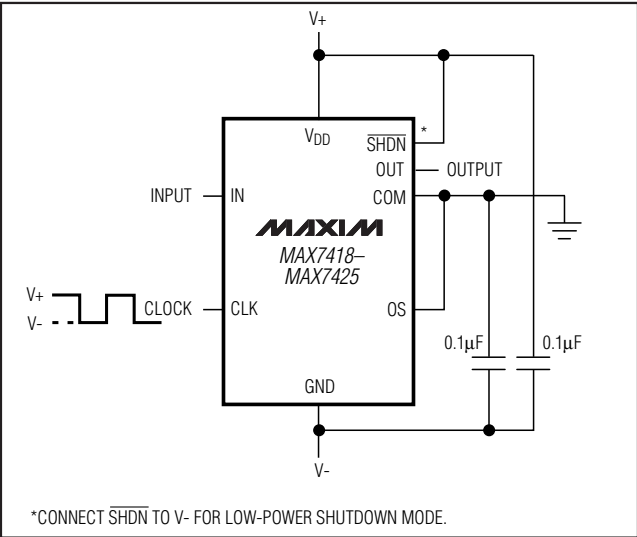 V+
VDD
SHDN
*
OUT
OUTPUT
INPUT
IN
COM
MAXIM
MAX7418–
MAX7425
V+
V-
CLOCK
CLK
OS
0.1µF
0.1µF
GND
V-
*CONNECT SHDN TO V- FOR LOW-POWER SHUTDOWN MODE.